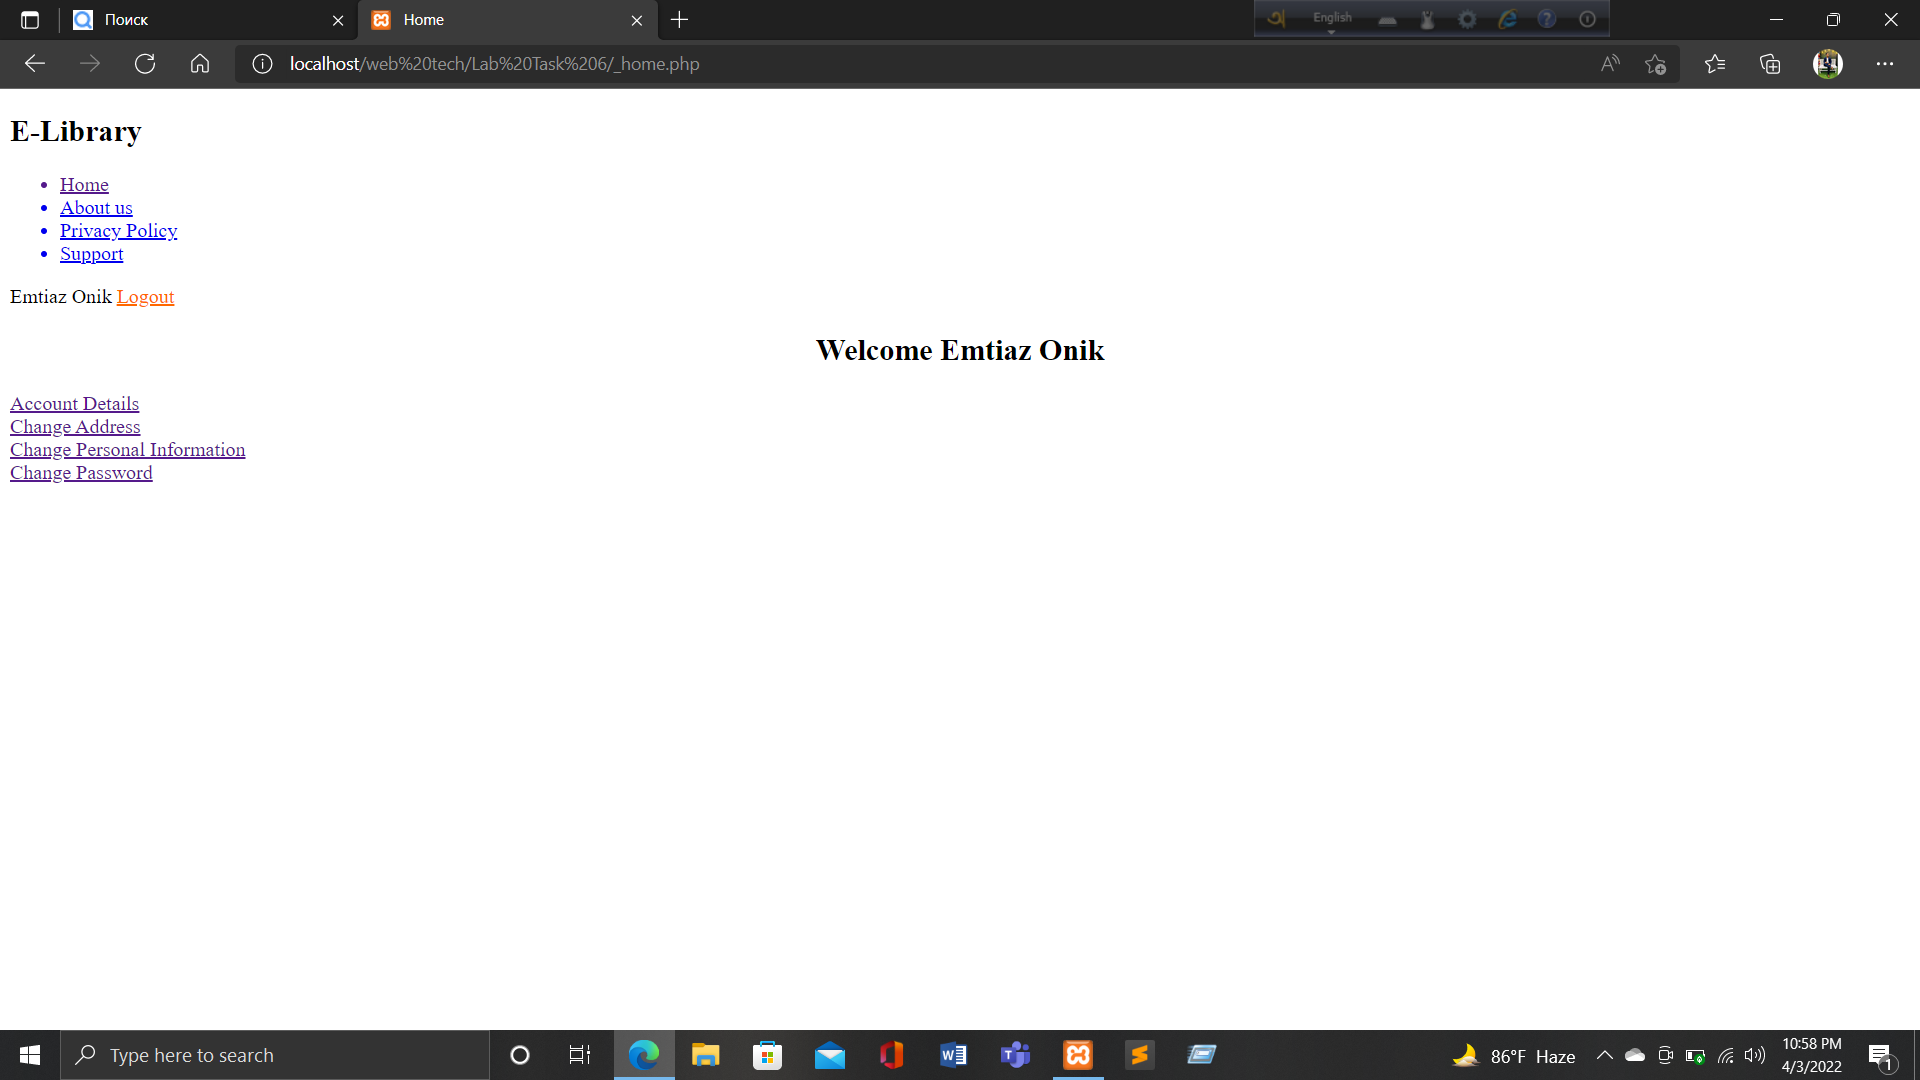 Поиск
Home
English
localhost/web%20tech/Lab%20Task%206/_home.php
E-Library
Home
About us
Privacy Policy
Support
Emtiaz Onik Logout
Welcome Emtiaz Onik
Account Details
Change Address
Change Personal Information
Change Password
Type here to search
86°F Haze
10:58 PM
4/3/2022
1